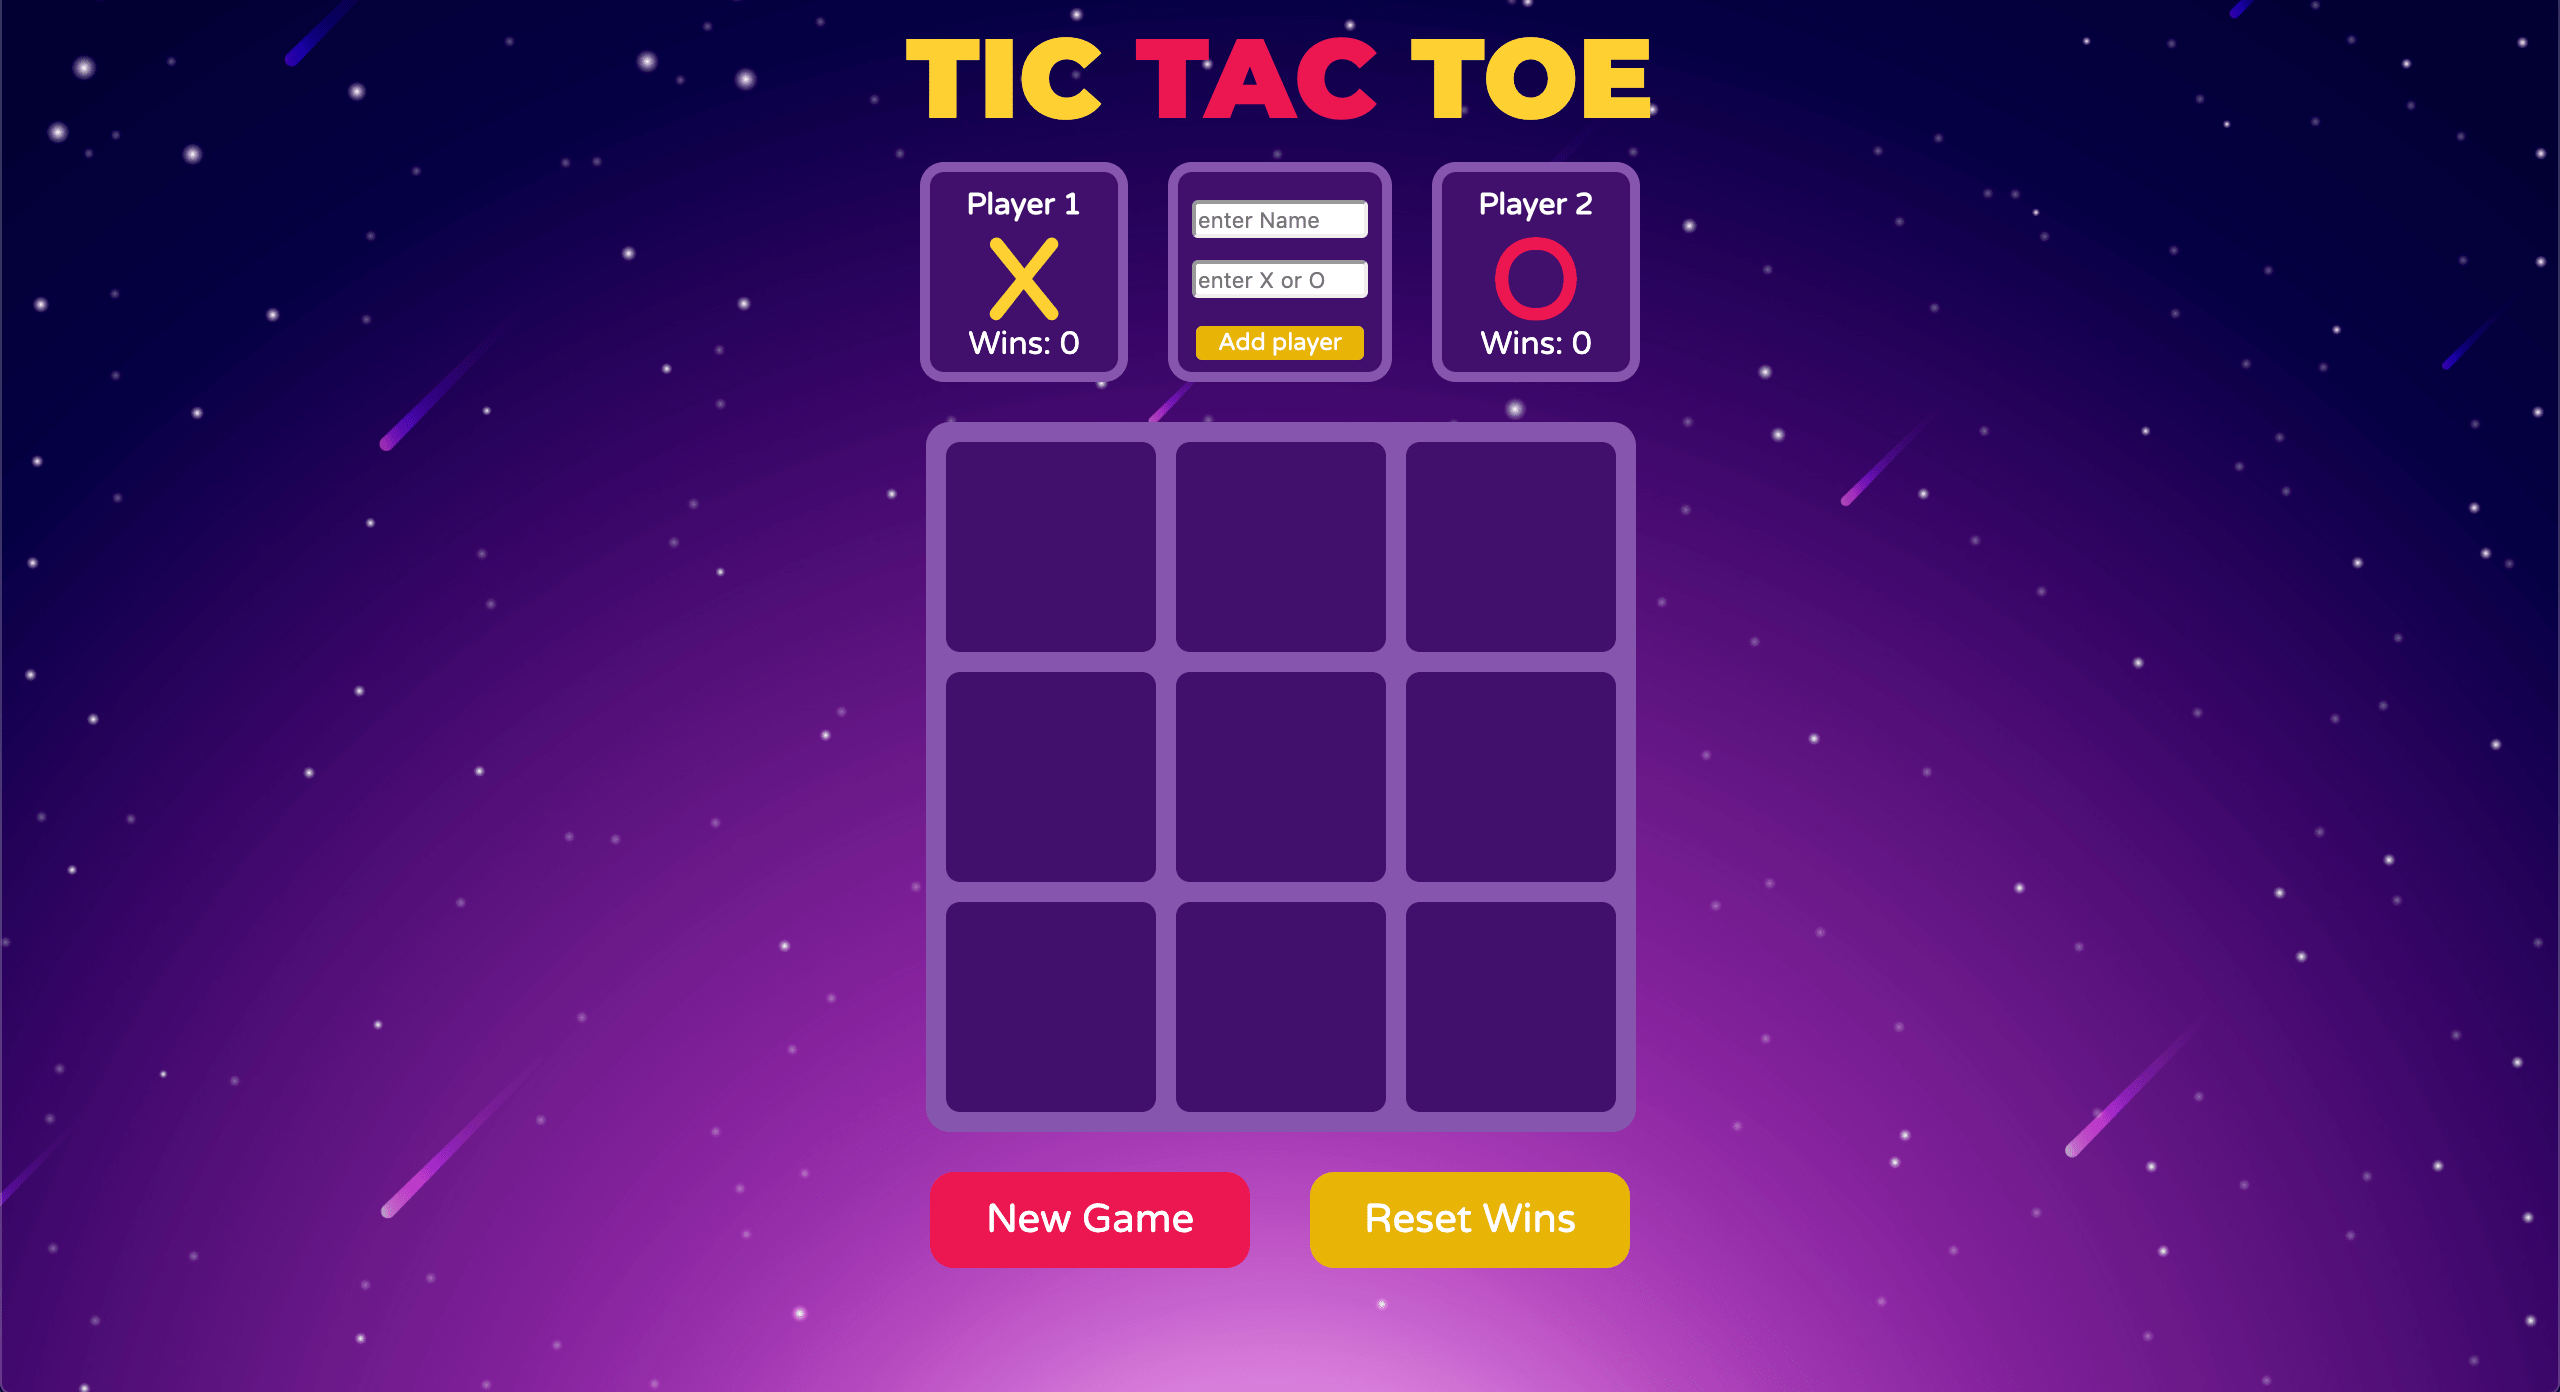 TIC TAC TOE
Player 1
X
Wins: 0
enter Name
enter X or O
Add player
Player 2
O
Wins: 0
New Game
Reset Wins